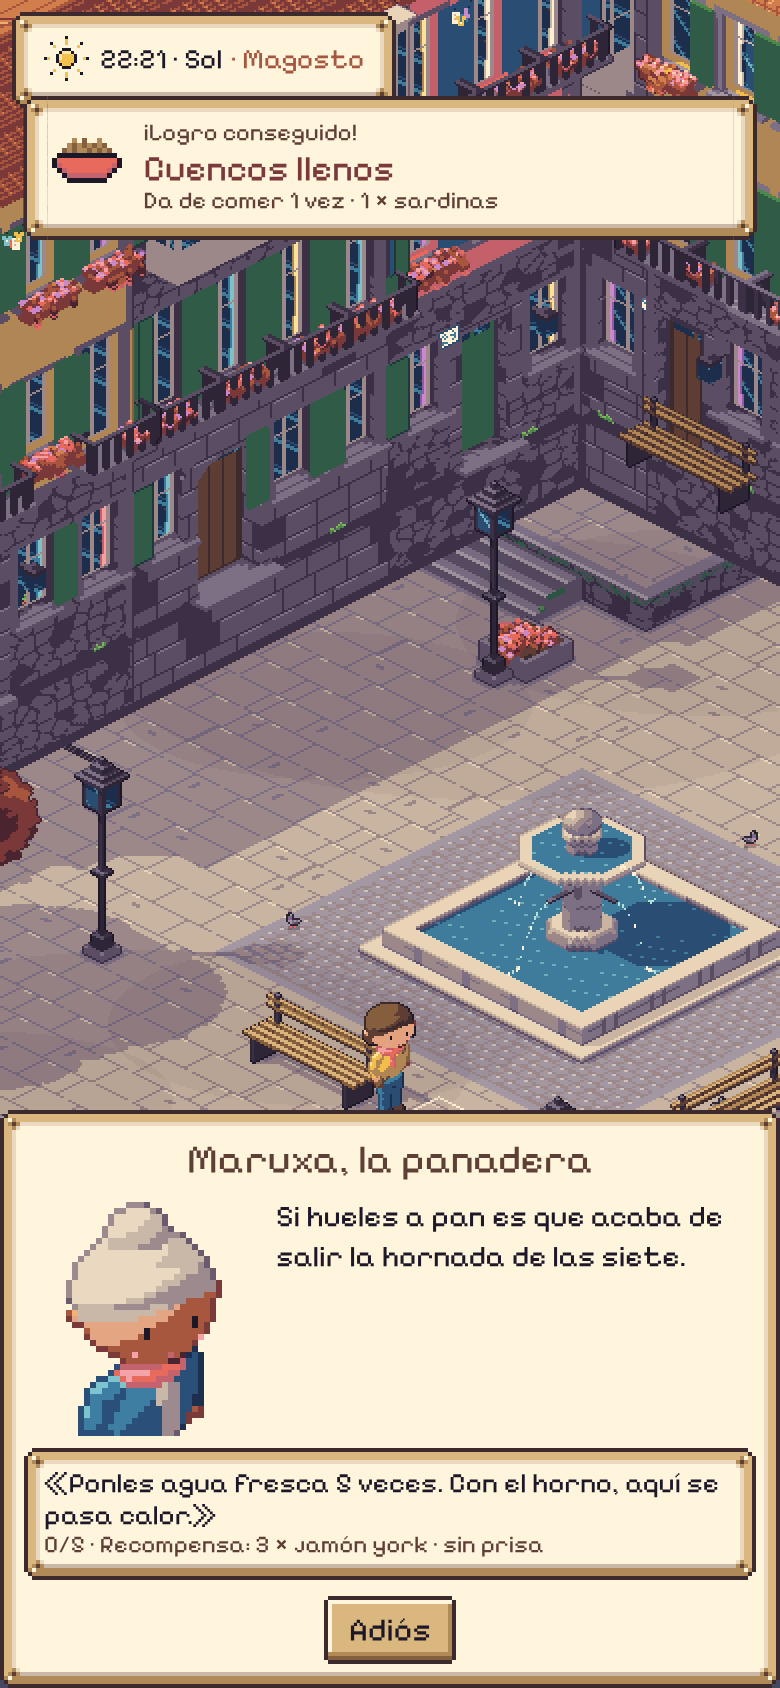 22:21 · Sol · Magosto
¡Logro conseguido!
Cuencos llenos
Da de comer 1 vez · 1 × sardinas
Maruxa, la panadera
Si hueles a pan es que acaba de
salir la hornada de las siete.
«Ponles agua fresca 2 veces. Con el horno, aquí se
pasa calor.»
0/2 · Recompensa: 3 × jamón york · sin prisa
Adiós